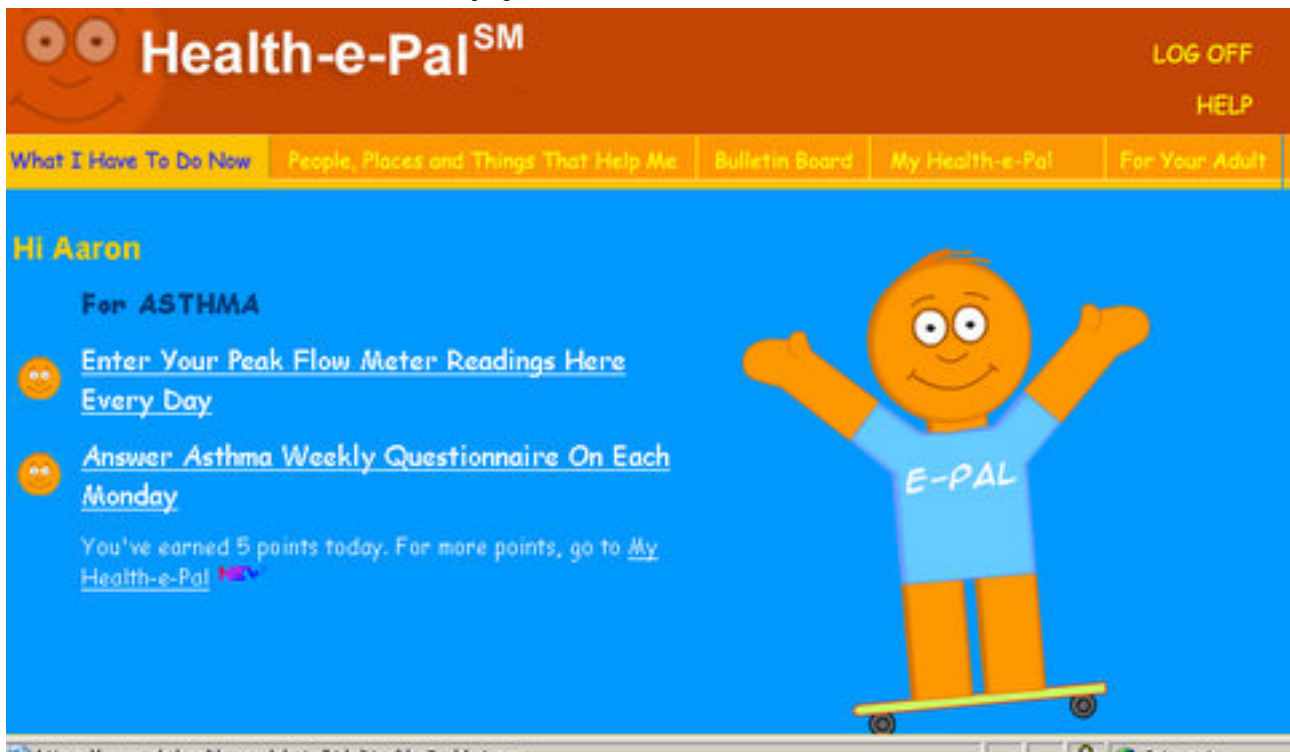 Health-e-Pal SM
LOG OFF
HELP
What I Have To Do Now
People, Places and Things That Help Me
Bulletin Board
My Health-e-Pal
For Your Adult
Hi Aaron
For ASTHMA
Enter Your Peak Flow Meter Readings Here
Every Day
Answer Asthma Weekly Questionnaire On Each
Monday
You've earned 5 points today. For more points, go to My
Health-e-Pal NEW
E-PAL